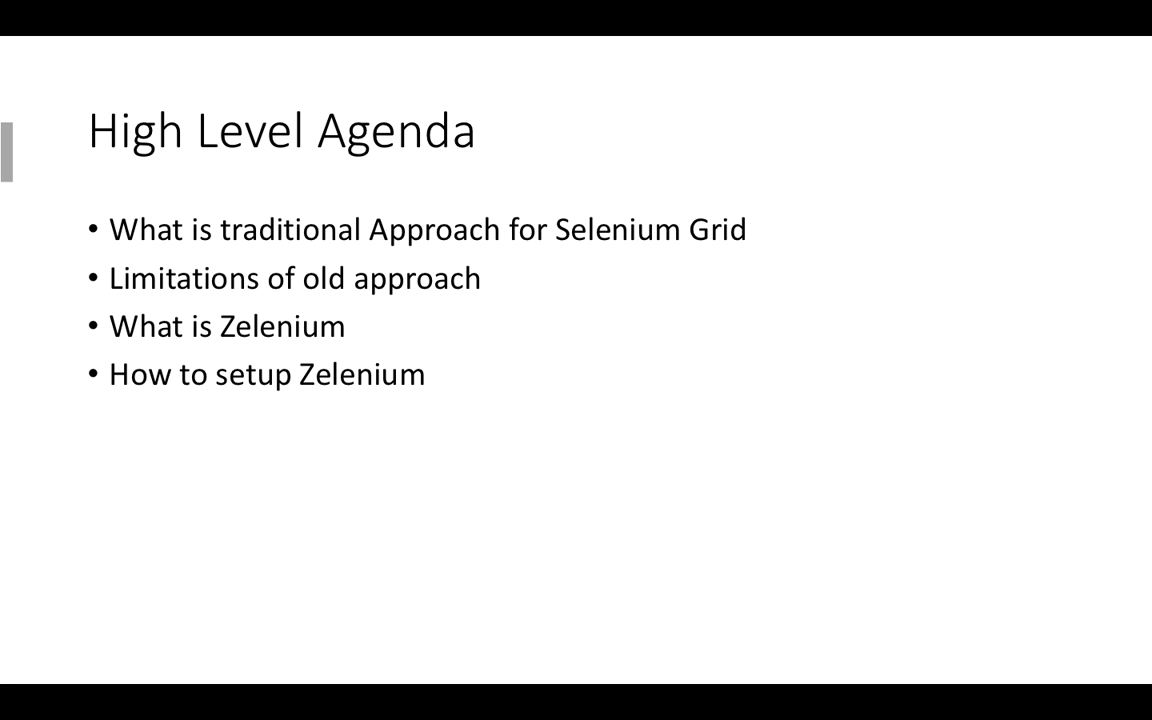 High Level Agenda
• What is traditional Approach for Selenium Grid
• Limitations of old approach
• What is Zelenium
• How to setup Zelenium